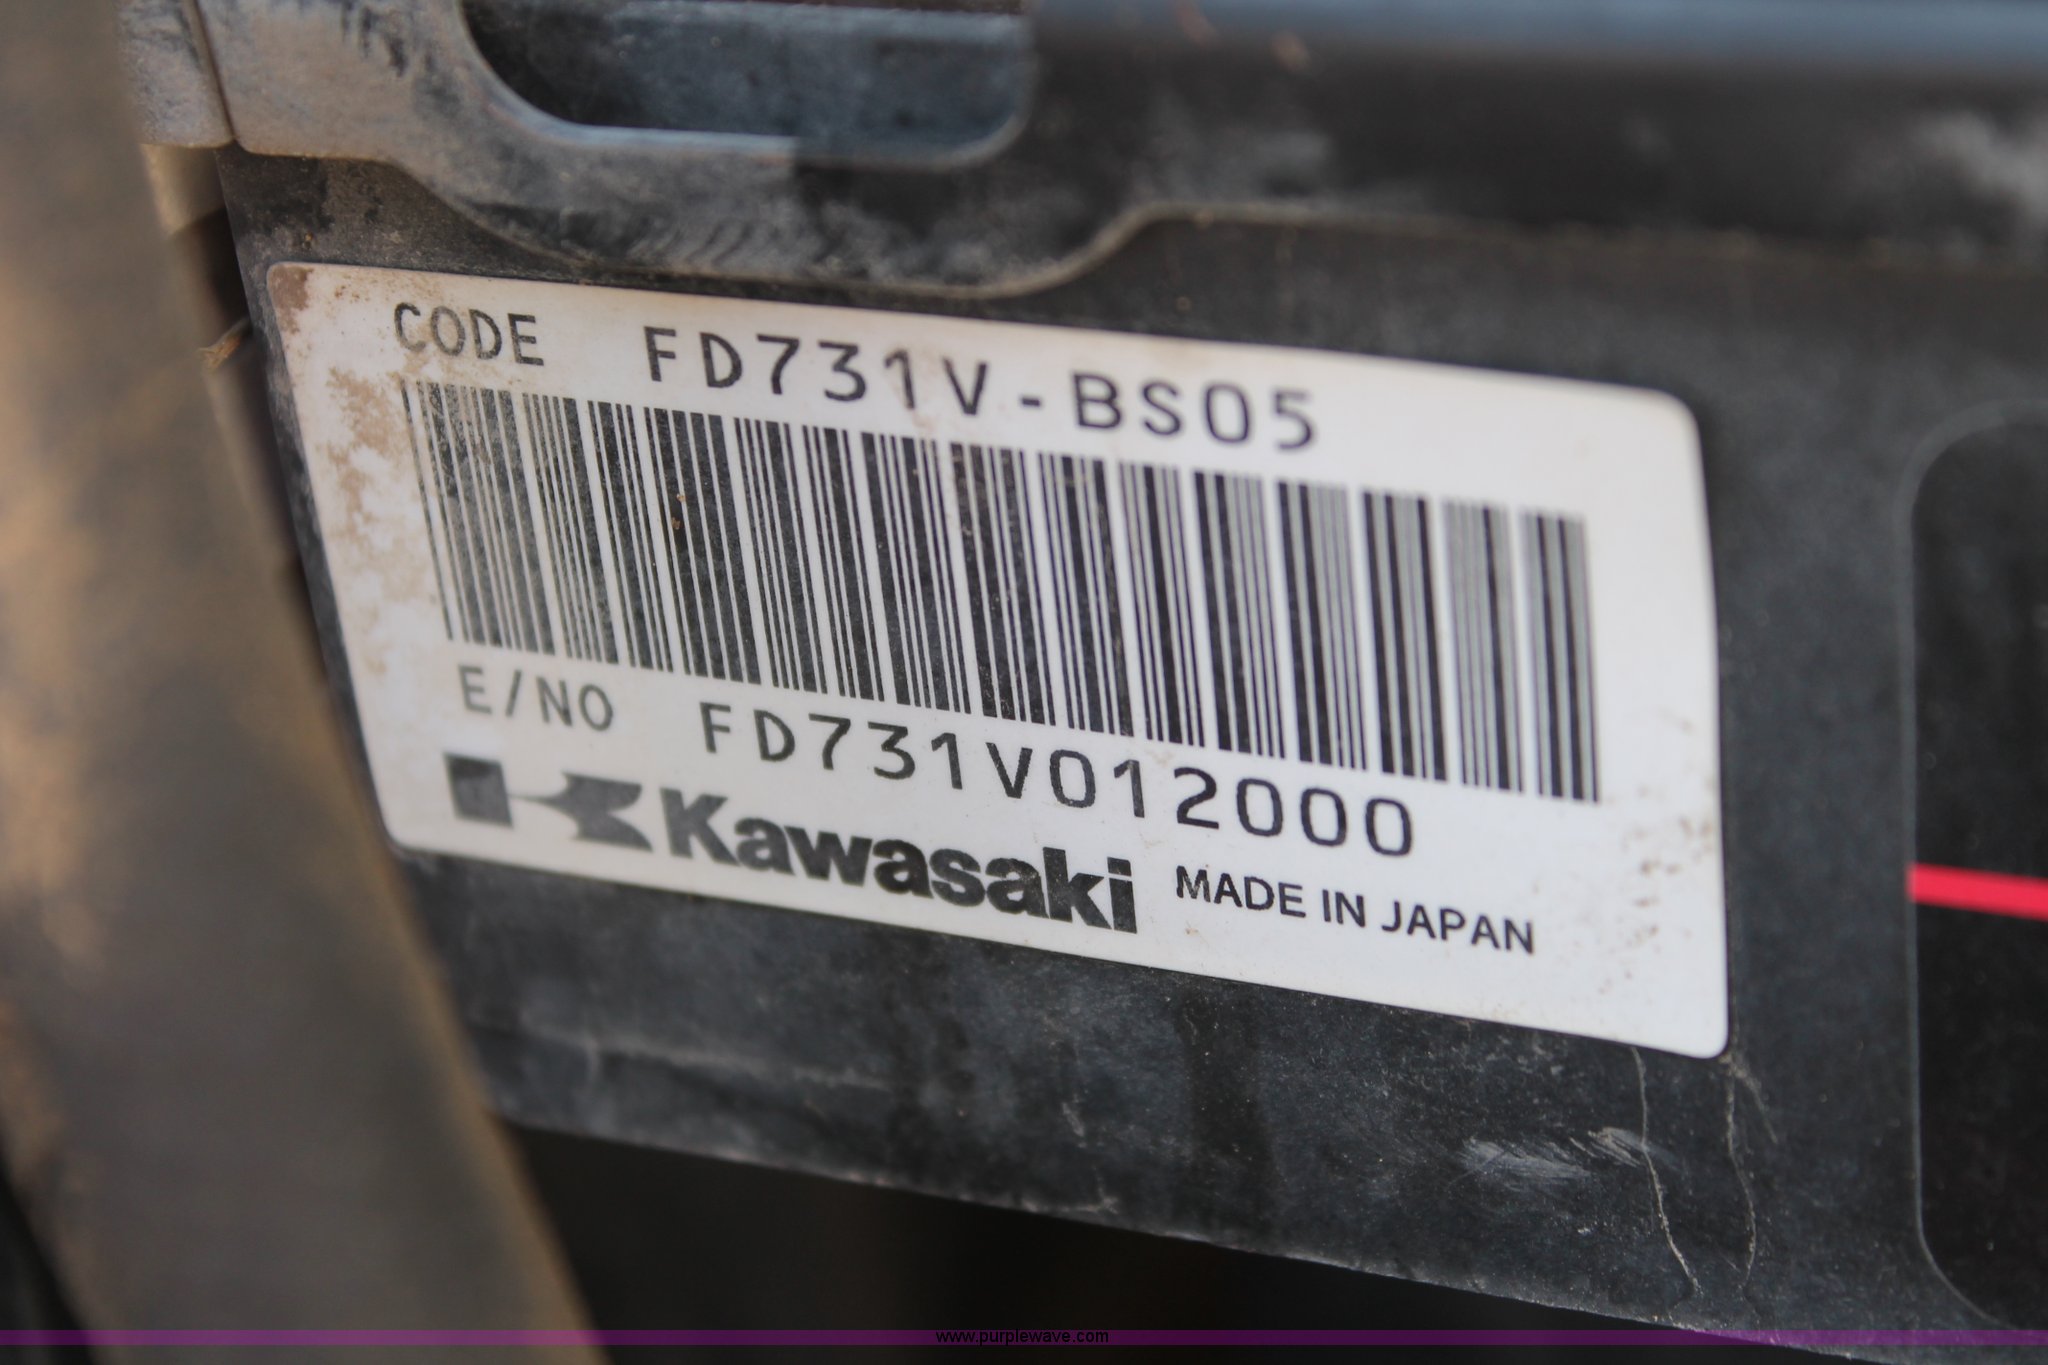 CODE FD731V-BS05
E/NO FD731V012000
Kawasaki MADE IN JAPAN
www.purplewave.com